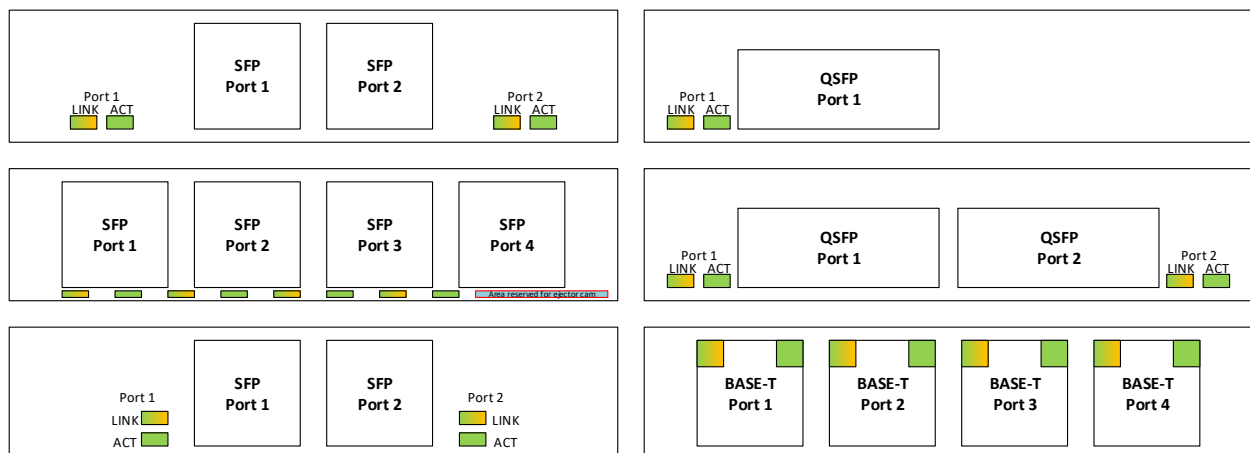 SFP
Port 1
SFP
Port 2
Port 1
LINK ACT
Port 2
LINK ACT
QSFP
Port 1
Port 1
LINK ACT
SFP
Port 1
SFP
Port 2
SFP
Port 3
SFP
Port 4
Area reserved for ejector cam
QSFP
Port 1
QSFP
Port 2
Port 1
LINK ACT
Port 2
LINK ACT
SFP
Port 1
SFP
Port 2
Port 1
LINK
ACT
Port 2
LINK
ACT
BASE-T
Port 1
BASE-T
Port 2
BASE-T
Port 3
BASE-T
Port 4